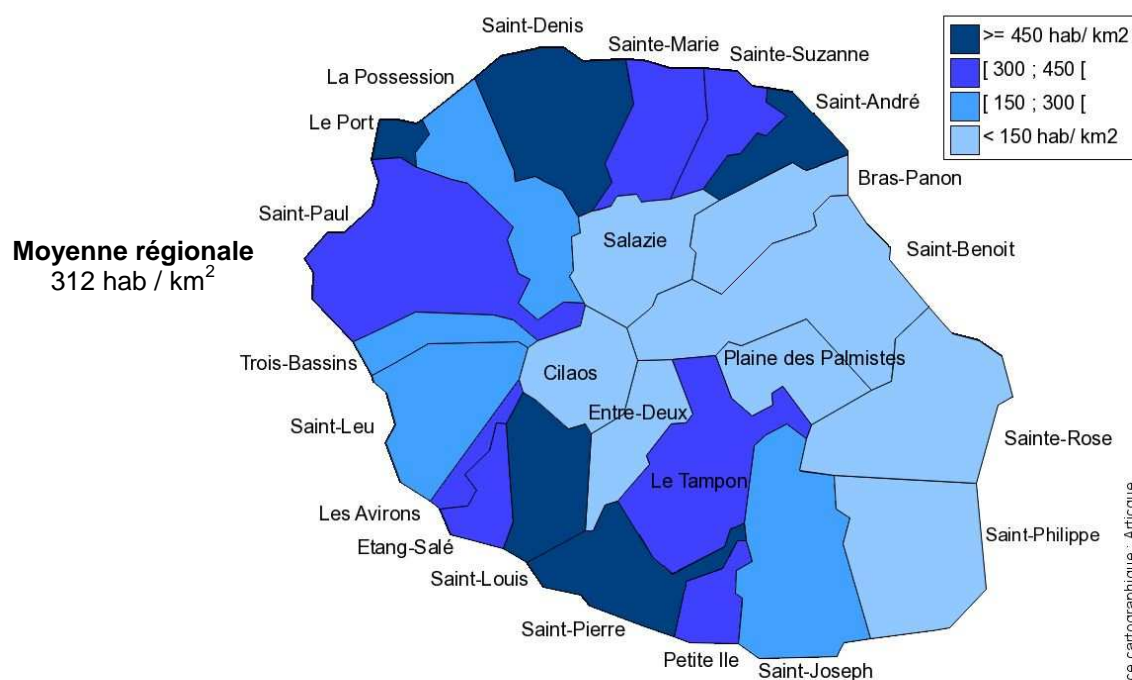 Saint-Denis
Sainte-Marie
Sainte-Suzanne
La Possession
Saint-André
Le Port
Bras-Panon
Saint-Paul
Salazie
Saint-Benoit
Moyenne régionale
312 hab / km²
Trois-Bassins
Cilaos
Plaine des Palmistes
Entre-Deux
Saint-Leu
Sainte-Rose
Le Tampon
Les Avirons
Etang-Salé
Saint-Philippe
Saint-Louis
Saint-Pierre
Petite Ile
Saint-Joseph
>= 450 hab/ km2
[ 300 ; 450 [
[ 150 ; 300 [
< 150 hab/ km2
ce cartographique : Articque